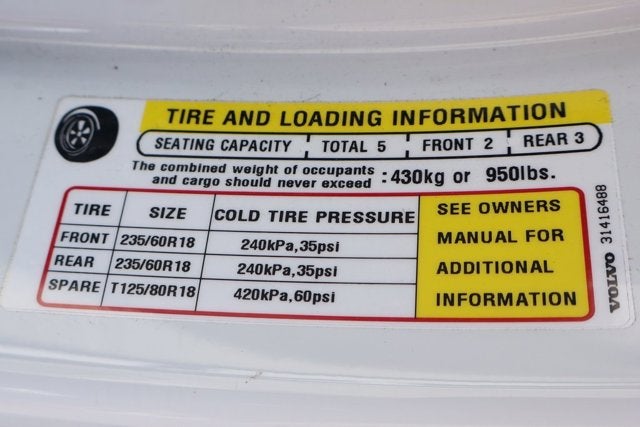 TIRE AND LOADING INFORMATION
SEATING CAPACITY TOTAL 5 FRONT 2 REAR 3
The combined weight of occupants
and cargo should never exceed : 430kg or 950lbs.
TIRE SIZE COLD TIRE PRESSURE
FRONT 235/60R18 240kPa,35psi
REAR 235/60R18 240kPa,35psi
SPARE T125/80R18 420kPa,60psi
SEE OWNERS
MANUAL FOR
ADDITIONAL
INFORMATION
VOLVO 31416488